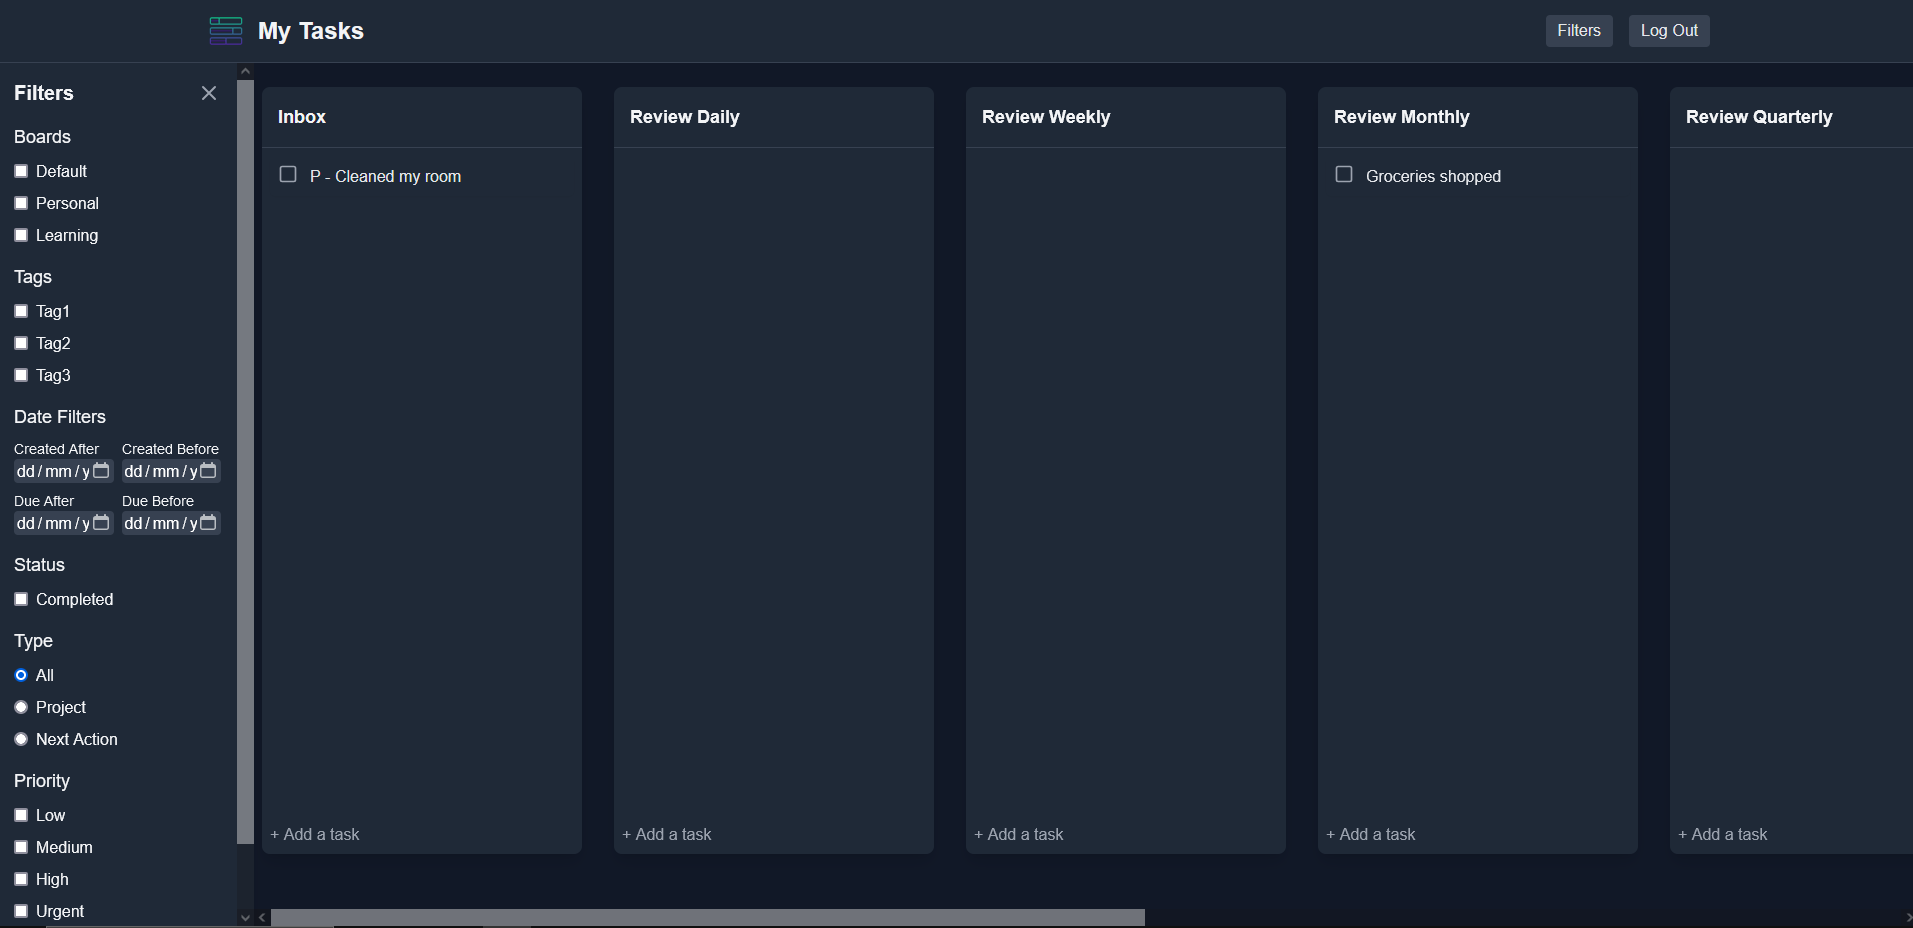 My Tasks
Filters
Log Out
Filters
Boards
Default
Personal
Learning
Tags
Tag1
Tag2
Tag3
Date Filters
Created After Created Before
dd/mm/y dd/mm/y
Due After Due Before
dd/mm/y dd/mm/y
Status
Completed
Type
All
Project
Next Action
Priority
Low
Medium
High
Urgent
Inbox
P - Cleaned my room
+ Add a task
Review Daily
+ Add a task
Review Weekly
+ Add a task
Review Monthly
Groceries shopped
+ Add a task
Review Quarterly
+ Add a task